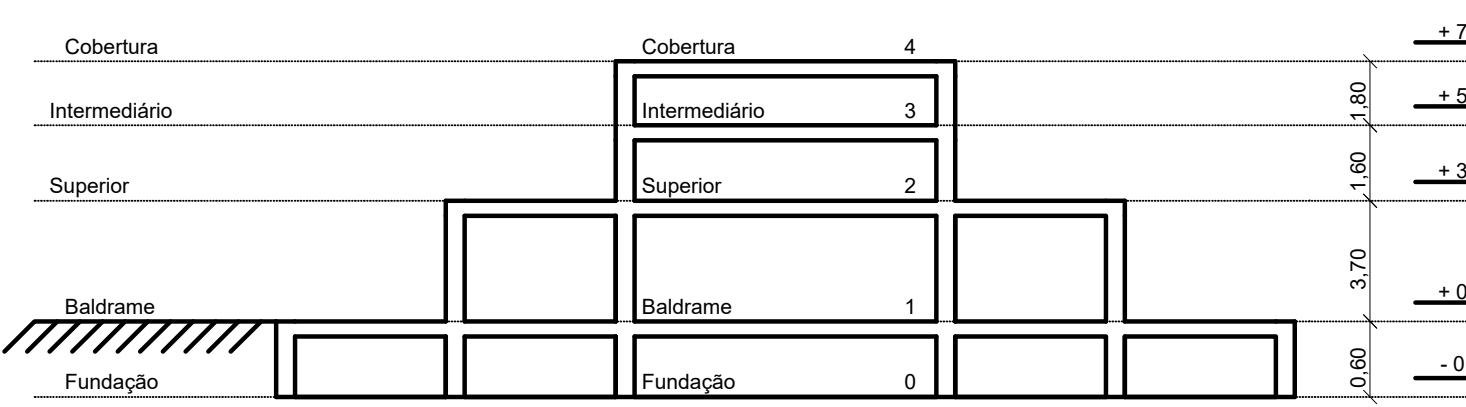 Cobertura Cobertura 4 + 7
1,80
Intermediário Intermediário 3 + 5
1,60
Superior Superior 2 + 3
3,70
Baldrame Baldrame 1 + 0
0,60
Fundação Fundação 0 - 0